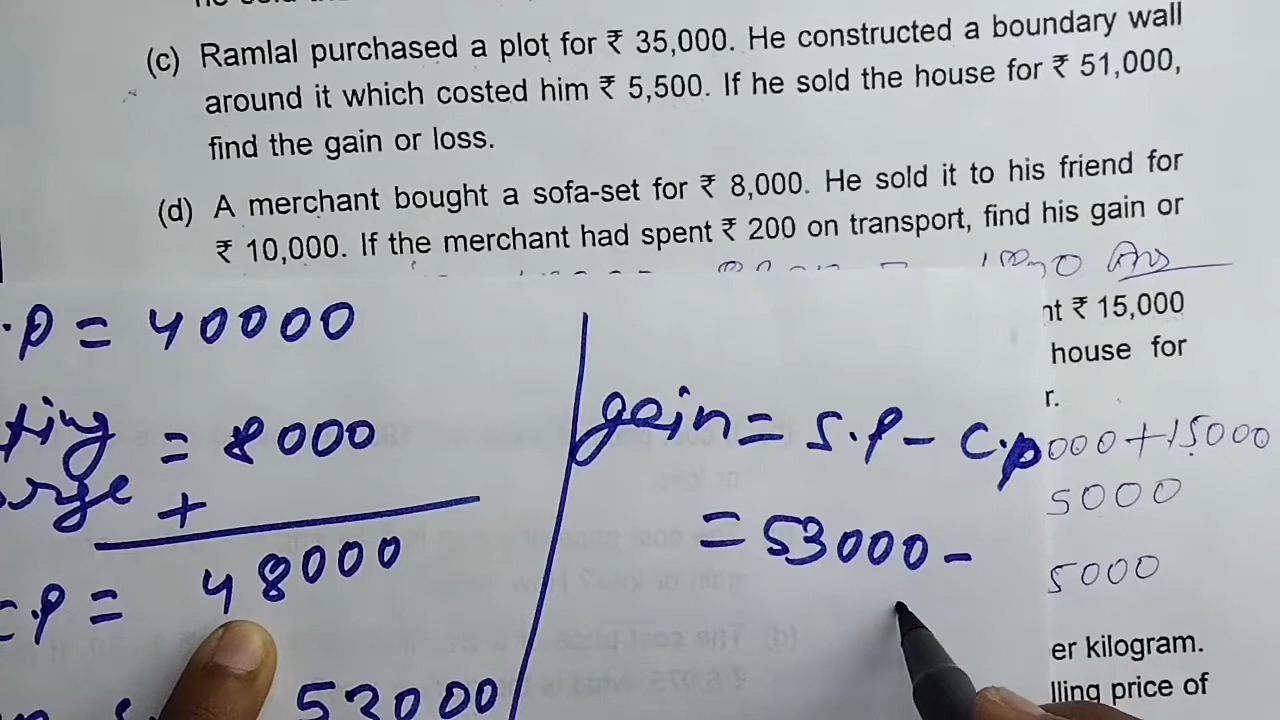 (c) Ramlal purchased a plot for ₹ 35,000. He constructed a boundary wall
around it which costed him ₹ 5,500. If he sold the house for ₹ 51,000,
find the gain or loss.
(d) A merchant bought a sofa-set for ₹ 8,000. He sold it to his friend for
₹ 10,000. If the merchant had spent ₹ 200 on transport, find his gain or
Ans
.P = 40000
ting = 8000
+
C.P = 48000
53000
gain = S.P - C.P
= 53000 -
nt ₹ 15,000
house for
r.
000 + 15000
5000
5000
er kilogram.
lling price of